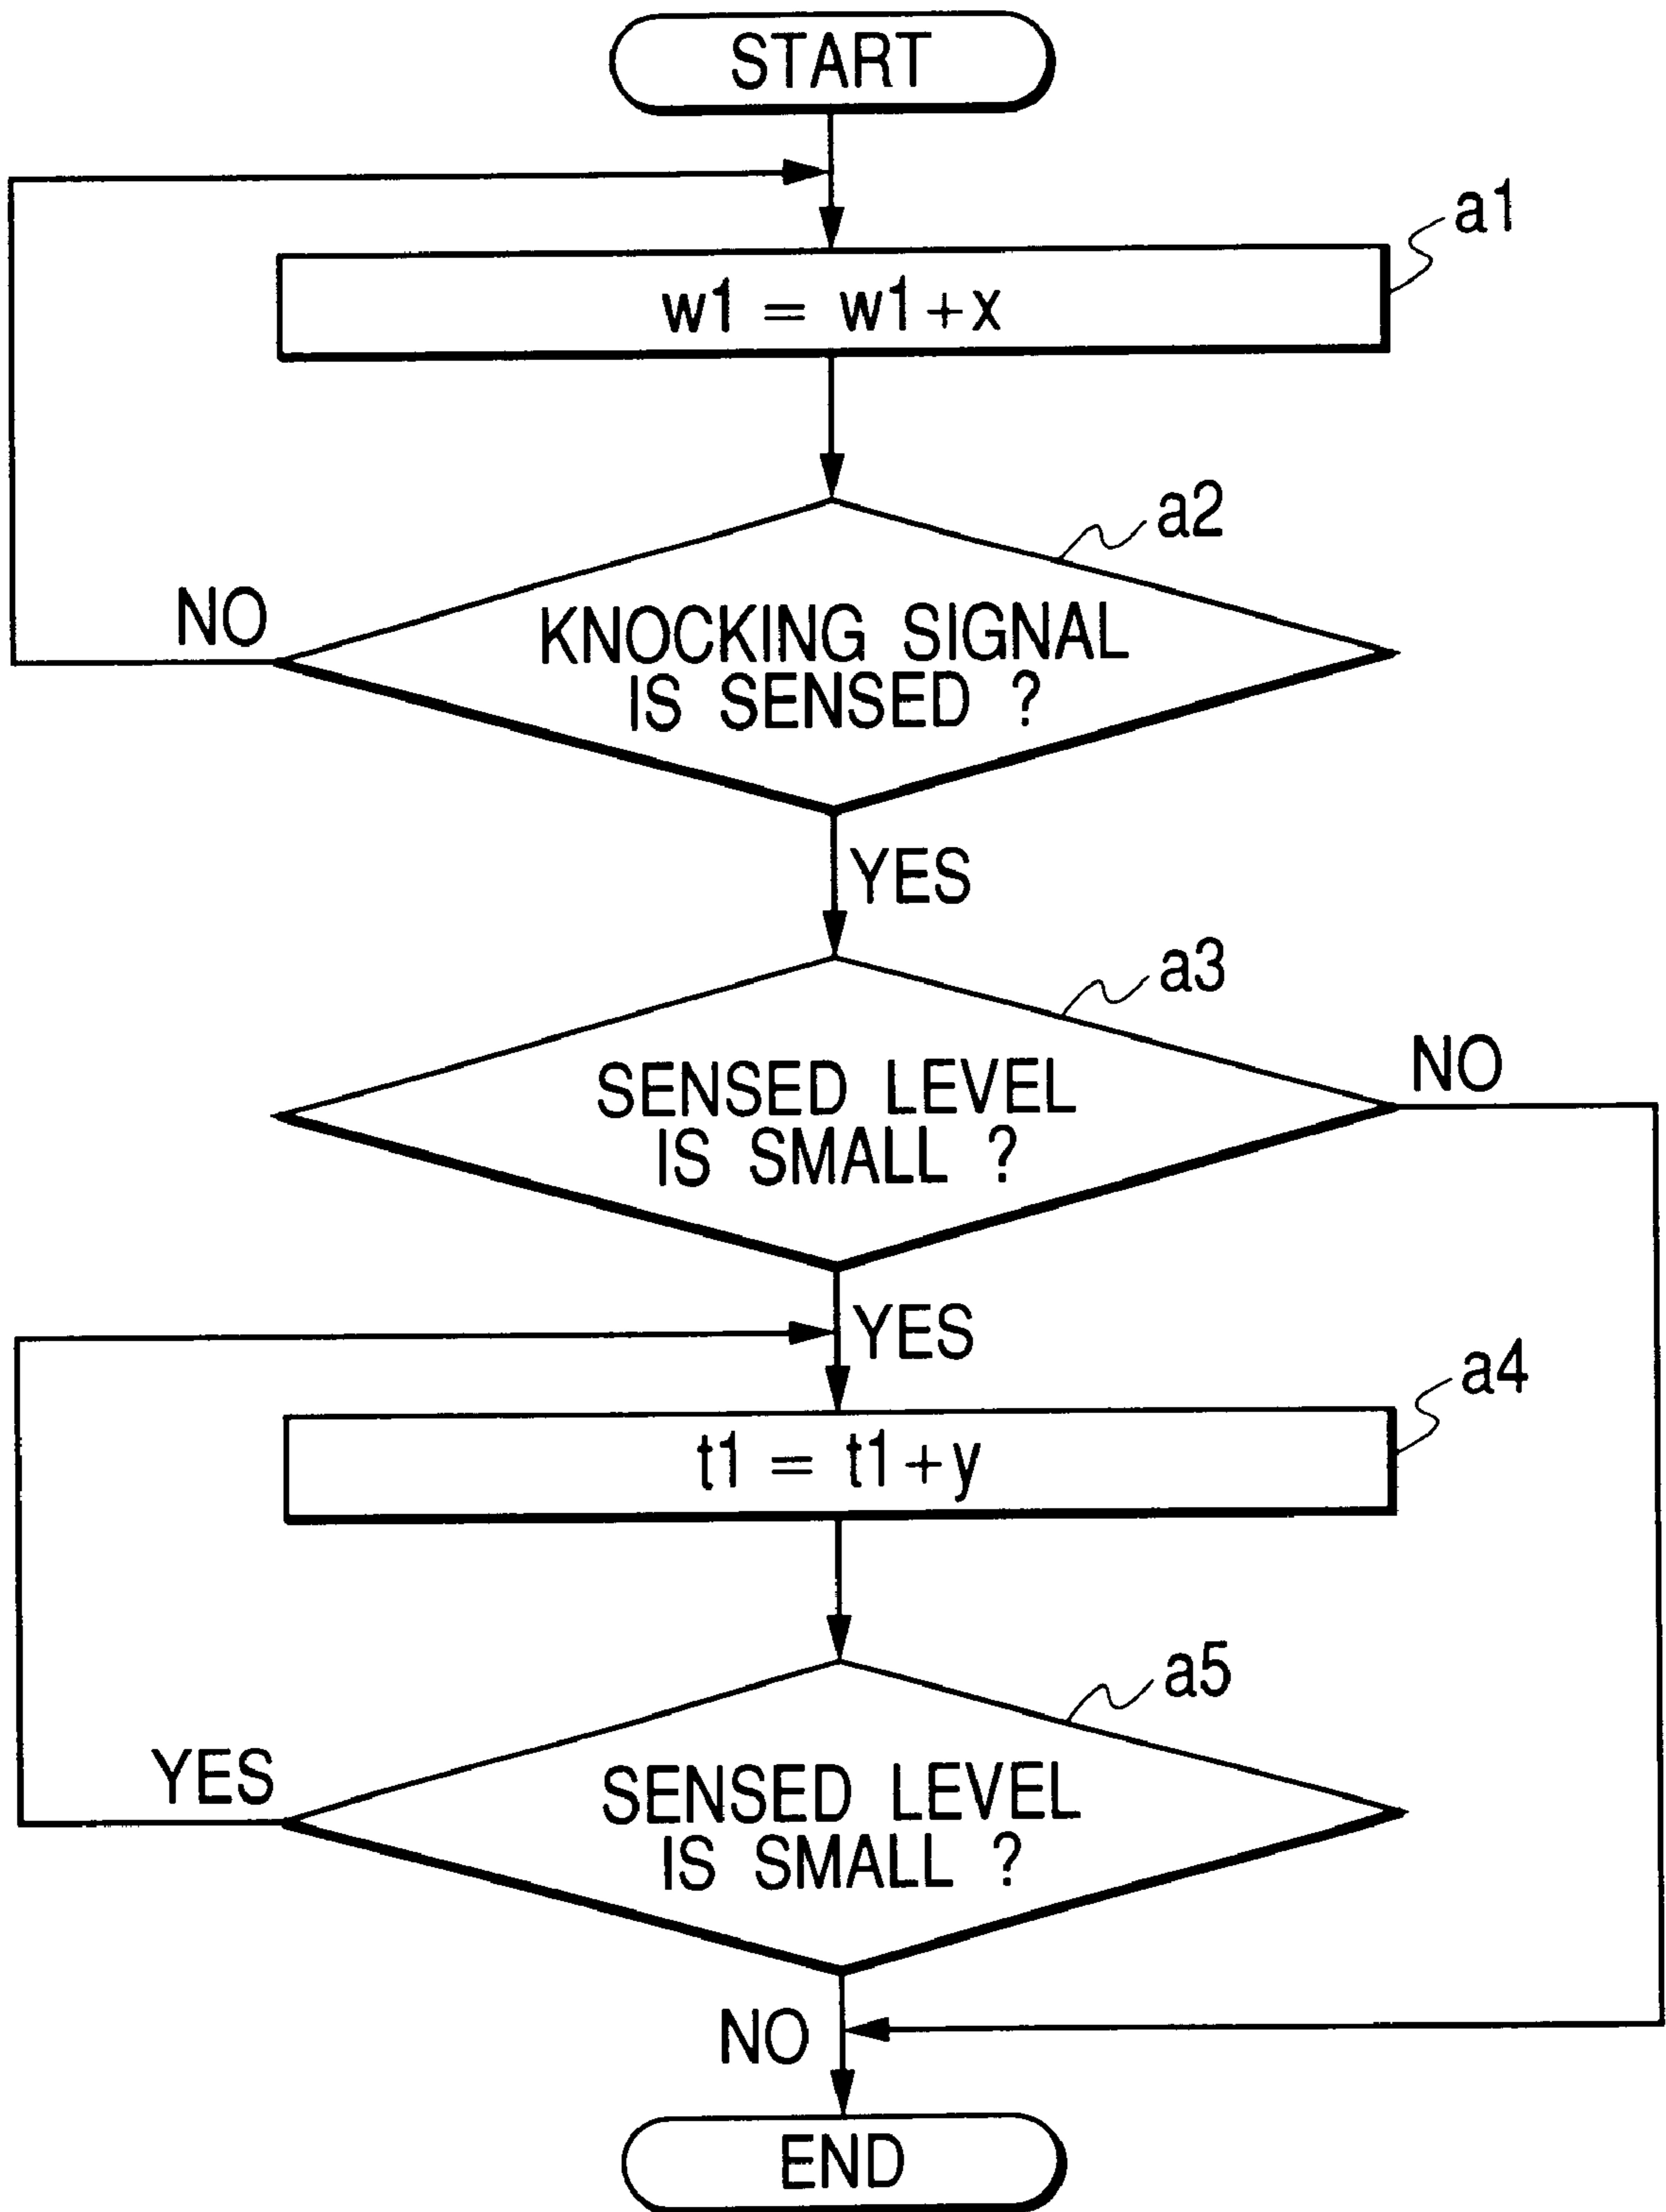 START
a1
w1 = w1+x
a2
NO
KNOCKING SIGNAL
IS SENSED ?
YES
a3
NO
SENSED LEVEL
IS SMALL ?
YES
a4
t1 = t1+y
a5
YES
SENSED LEVEL
IS SMALL ?
NO
END